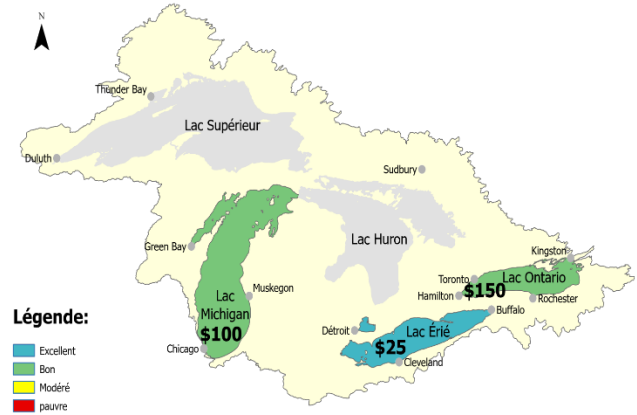 N
Thunder Bay
Lac Supérieur
Duluth
Sudbury
Lac Huron
Green Bay
Kingston
Toronto
Lac Ontario
Hamilton
$150
Rochester
Muskegon
Lac
Michigan
$100
Buffalo
Détroit
Lac Érié
$25
Chicago
Cleveland
Légende:
Excellent
Bon
Modéré
pauvre